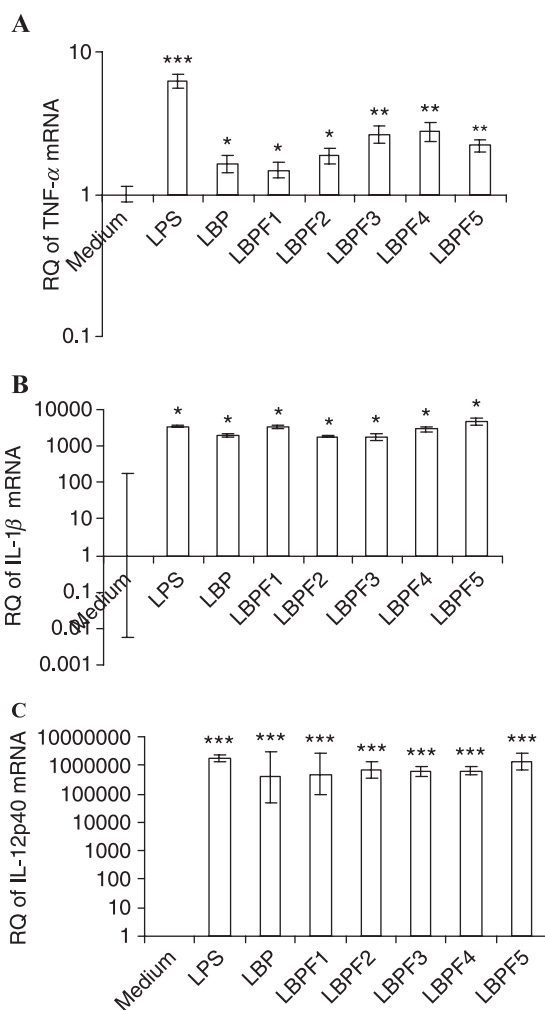 A
RQ of TNF-α mRNA
10
1
0.1
***
*
*
*
**
**
**
Medium
LPS
LBP
LBPF1
LBPF2
LBPF3
LBPF4
LBPF5
B
RQ of IL-1β mRNA
10000
1000
100
10
1
0.1
0.01
0.001
*
*
*
*
*
*
*
Medium
LPS
LBP
LBPF1
LBPF2
LBPF3
LBPF4
LBPF5
C
RQ of IL-12p40 mRNA
10000000
1000000
100000
10000
1000
100
10
1
***
***
***
***
***
***
***
Medium
LPS
LBP
LBPF1
LBPF2
LBPF3
LBPF4
LBPF5